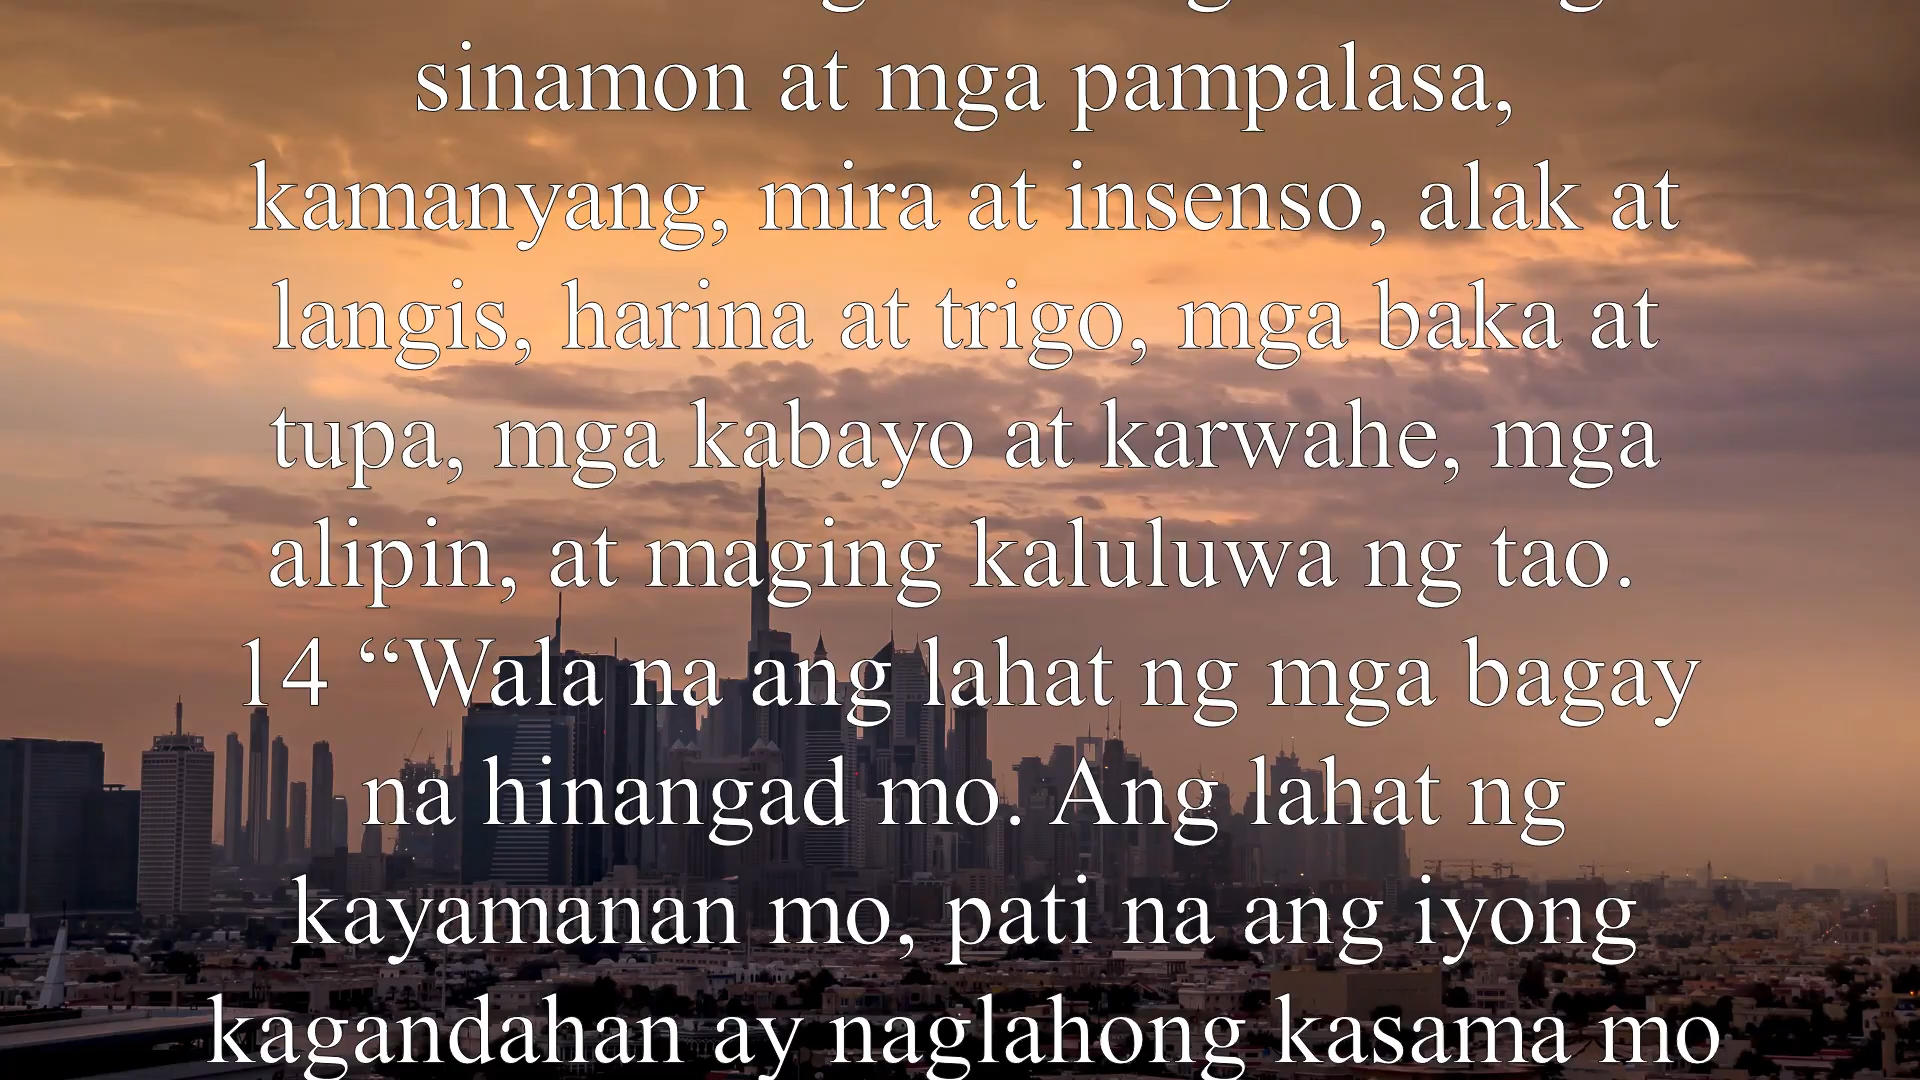 sinamon at mga pampalasa,
kamanyang, mira at insenso, alak at
langis, harina at trigo, mga baka at
tupa, mga kabayo at karwahe, mga
alipin, at maging kaluluwa ng tao.
14 “Wala na ang lahat ng mga bagay
na hinangad mo. Ang lahat ng
kayamanan mo, pati na ang iyong
kagandahan ay naglahong kasama mo